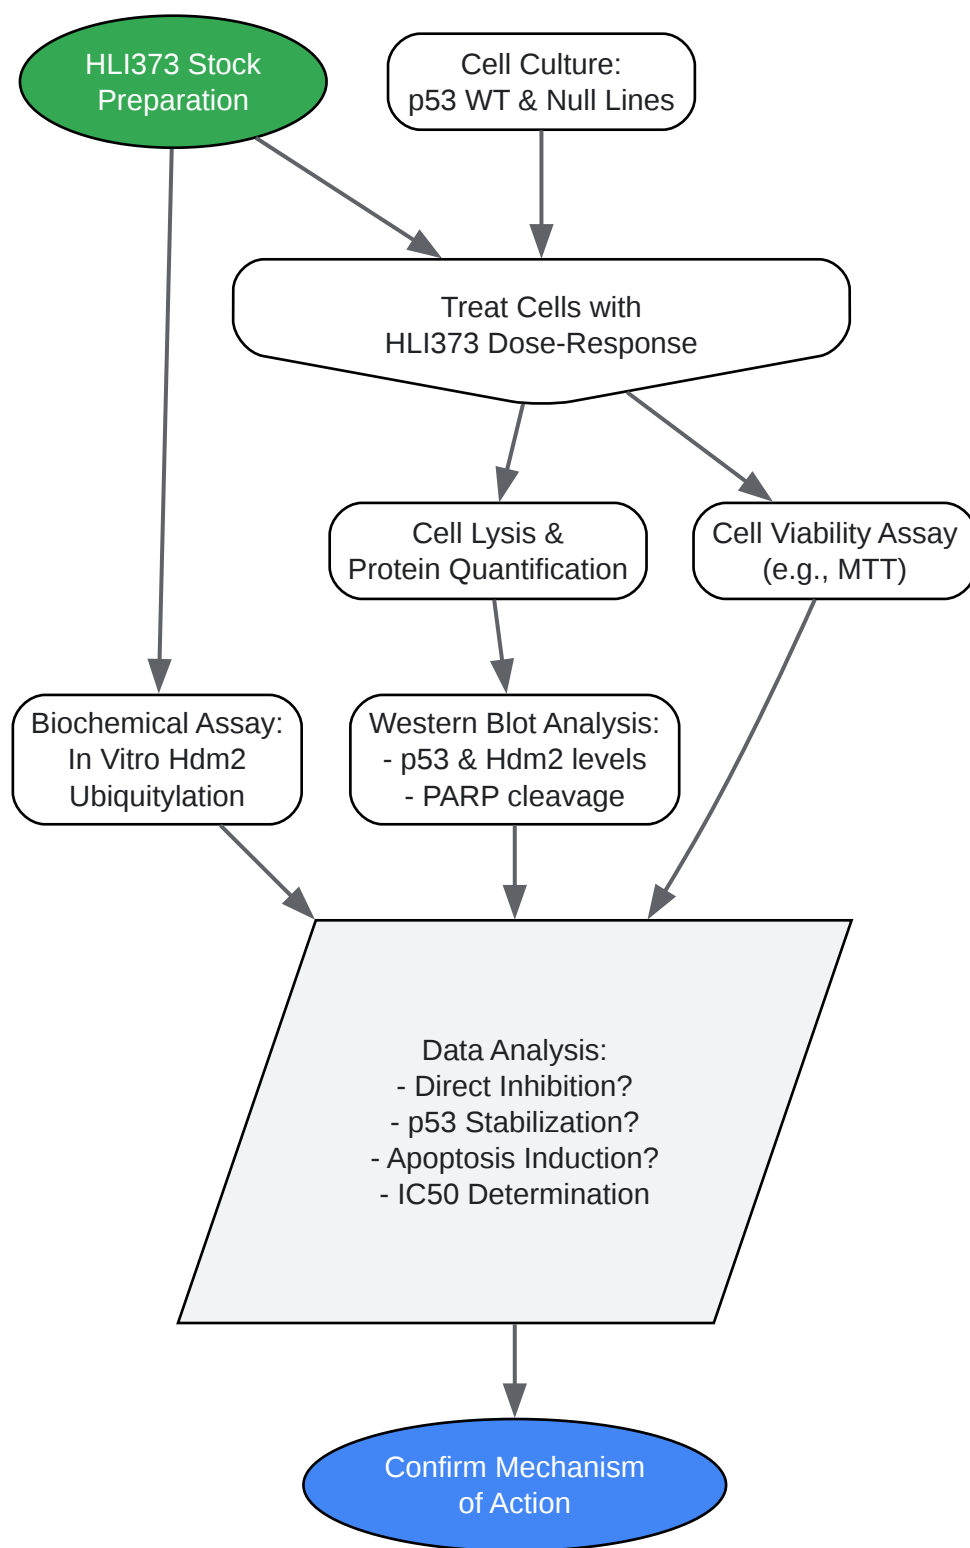 HLI373 Stock
Preparation
Cell Culture:
p53 WT & Null Lines
Treat Cells with
HLI373 Dose-Response
Cell Lysis &
Protein Quantification
Cell Viability Assay
(e.g., MTT)
Biochemical Assay:
In Vitro Hdm2
Ubiquitylation
Western Blot Analysis:
- p53 & Hdm2 levels
- PARP cleavage
Data Analysis:
- Direct Inhibition?
- p53 Stabilization?
- Apoptosis Induction?
- IC50 Determination
Confirm Mechanism
of Action